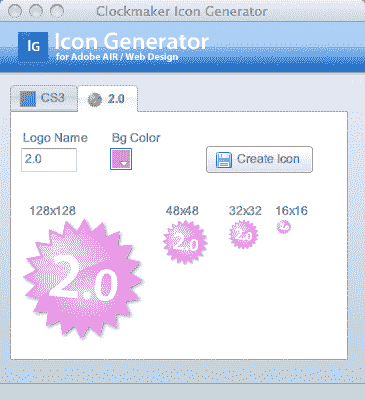 Clockmaker Icon Generator
IG Icon Generator
for Adobe AIR / Web Design
CS3 2.0
Logo Name Bg Color
2.0
Create Icon
128x128 48x48 32x32 16x16
2.0 2.0 2.0 2.0